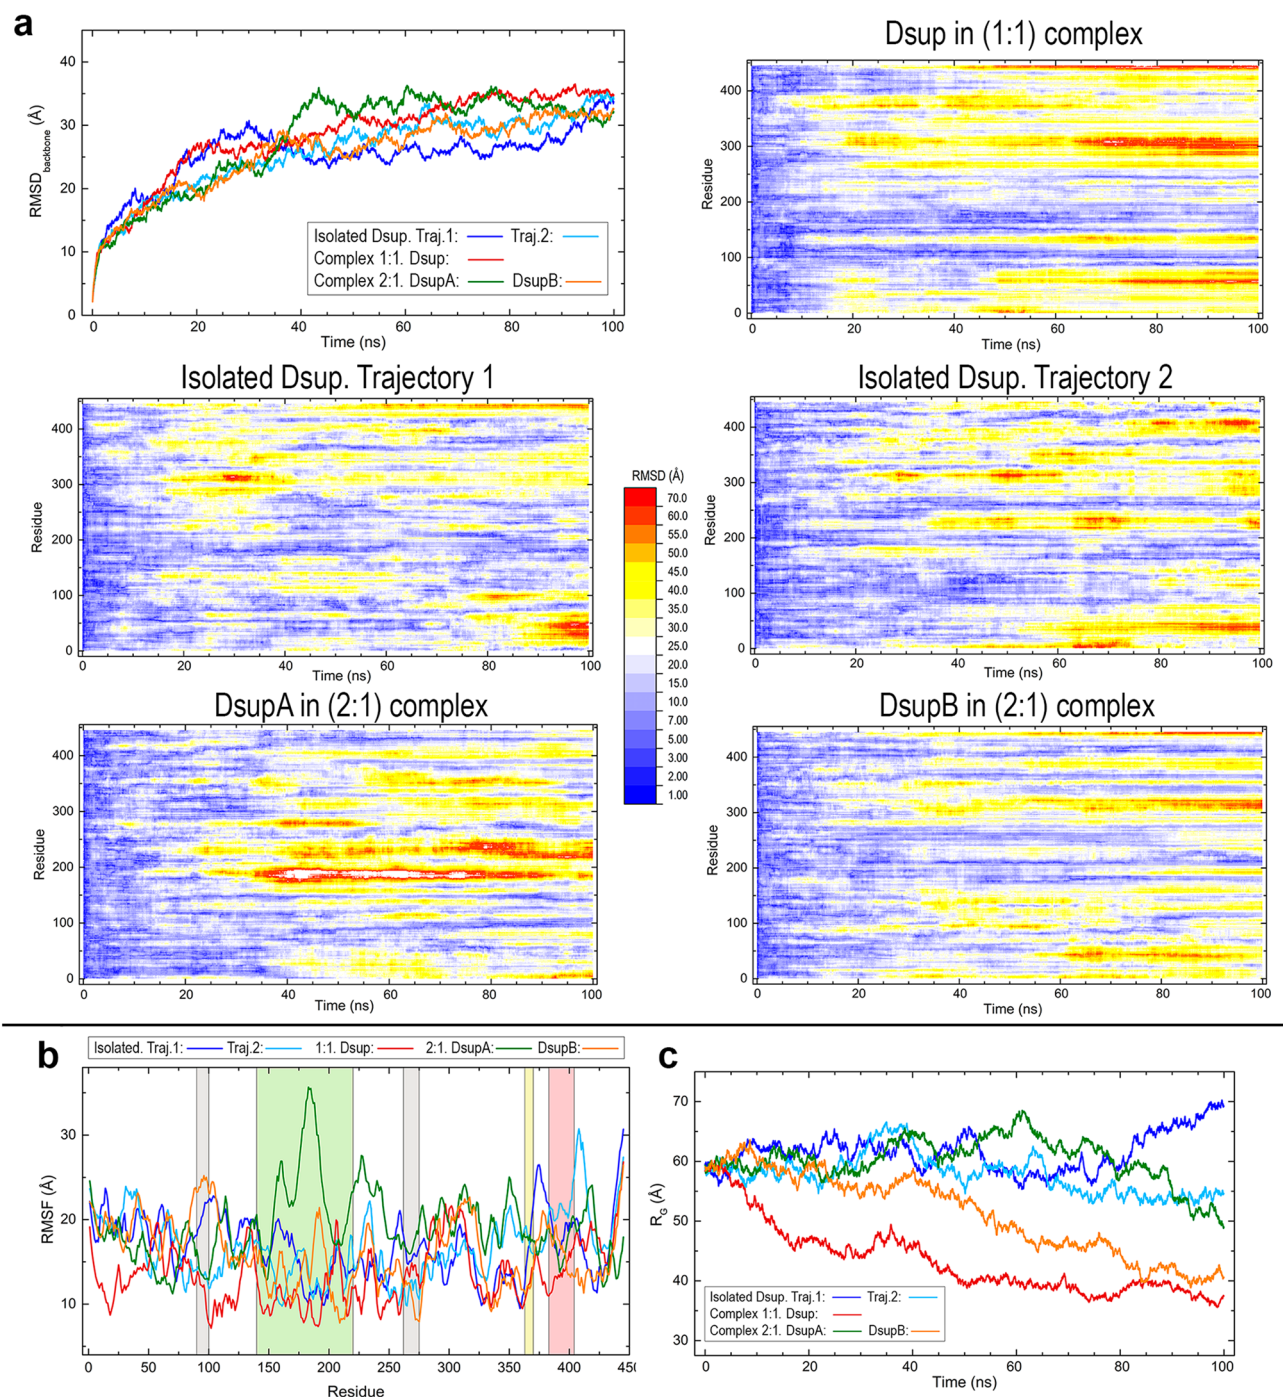 a
40
30
20
10
0
RMSD backbone (Å)
Isolated Dsup. Traj.1: Traj.2:
Complex 1:1. Dsup:
Complex 2:1. DsupA: DsupB:
0 20 40 60 80 100
Time (ns)
Dsup in (1:1) complex
400
300
200
100
0
Residue
0 20 40 60 80 100
Time (ns)
Isolated Dsup. Trajectory 1
400
300
200
100
0
Residue
0 20 40 60 80 100
Time (ns)
RMSD (Å)
70.0
60.0
55.0
50.0
45.0
40.0
35.0
30.0
25.0
20.0
15.0
10.0
7.00
5.00
3.00
2.00
1.00
Isolated Dsup. Trajectory 2
400
300
200
100
0
Residue
0 20 40 60 80 100
Time (ns)
DsupA in (2:1) complex
400
300
200
100
0
Residue
0 20 40 60 80 100
Time (ns)
DsupB in (2:1) complex
400
300
200
100
0
Residue
0 20 40 60 80 100
Time (ns)
b
Isolated. Traj.1: Traj.2: 1:1. Dsup: 2:1. DsupA: DsupB:
30
20
10
RMSF (Å)
0 50 100 150 200 250 300 350 400 450
Residue
c
70
60
50
40
30
RG (Å)
Isolated Dsup. Traj.1: Traj.2:
Complex 1:1. Dsup:
Complex 2:1. DsupA: DsupB:
0 20 40 60 80 100
Time (ns)